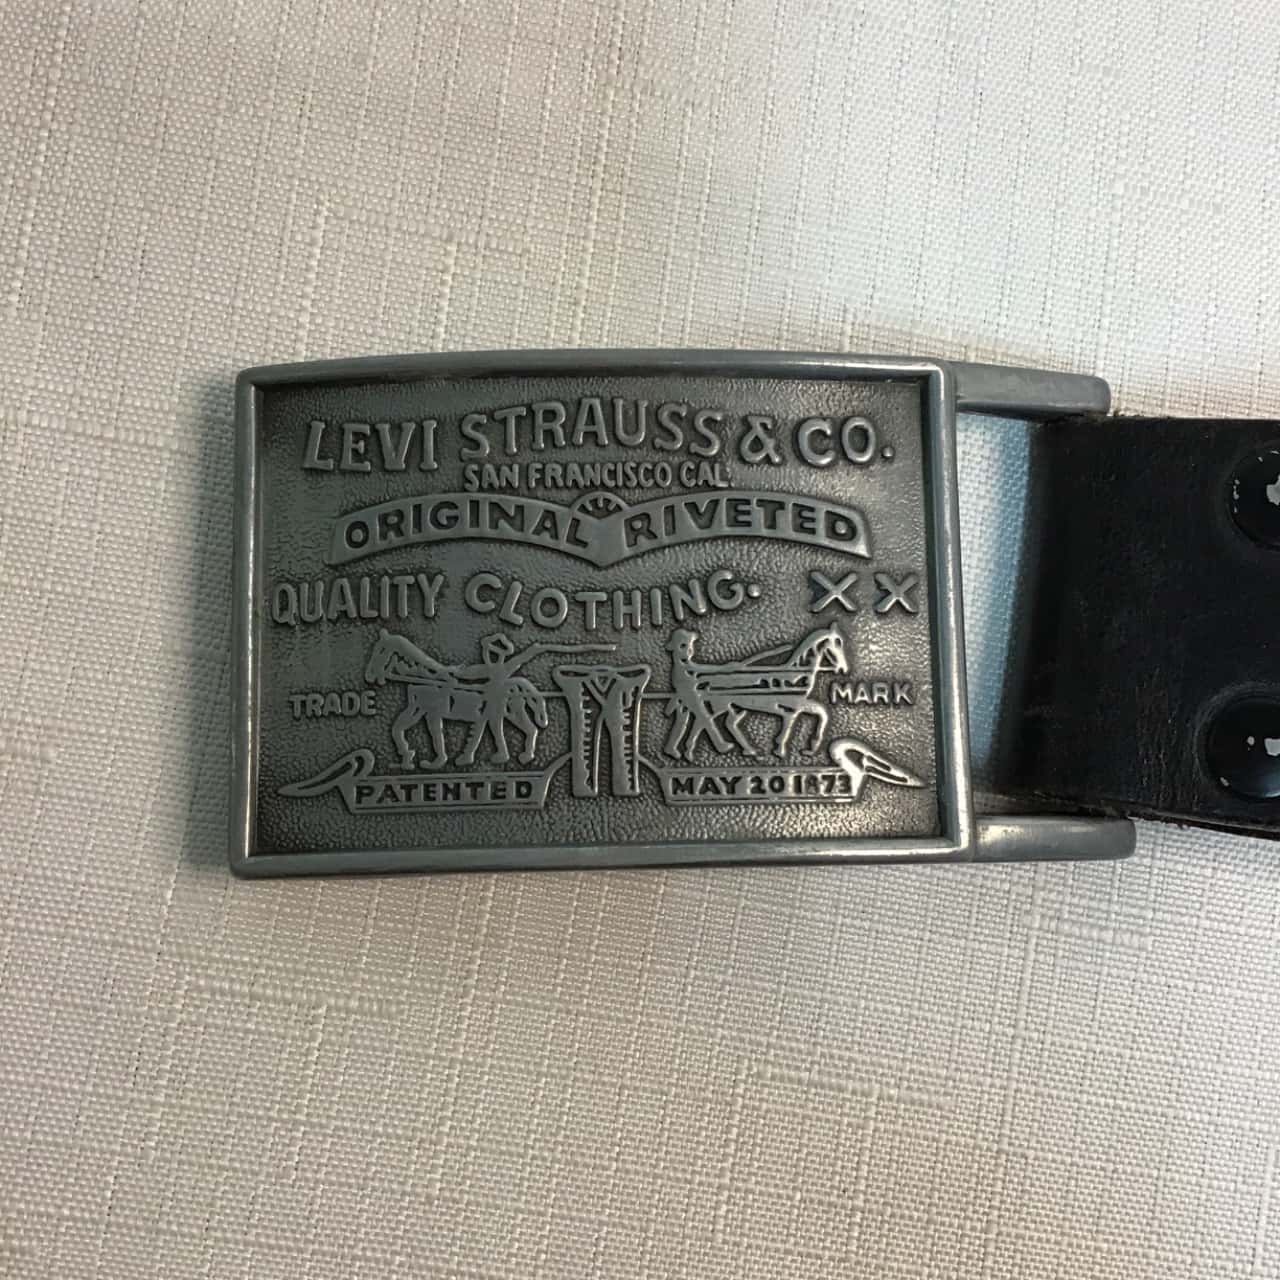 LEVI STRAUSS & CO.
SAN FRANCISCO CAL.
ORIGINAL RIVETED
QUALITY CLOTHING. XX
TRADE MARK
PATENTED MAY 20 1873